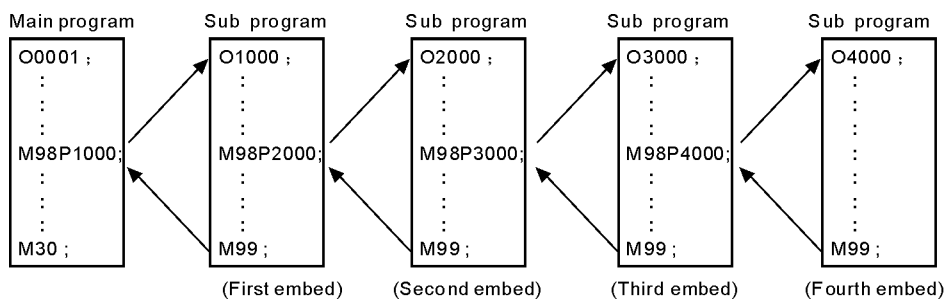 Main program
O0001 ;
M98P1000;
M30 ;
Sub program
O1000 ;
M98P2000;
M99 ;
(First embed)
Sub program
O2000 ;
M98P3000;
M99 ;
(Second embed)
Sub program
O3000 ;
M98P4000;
M99 ;
(Third embed)
Sub program
O4000 ;
M99 ;
(Fourth embed)